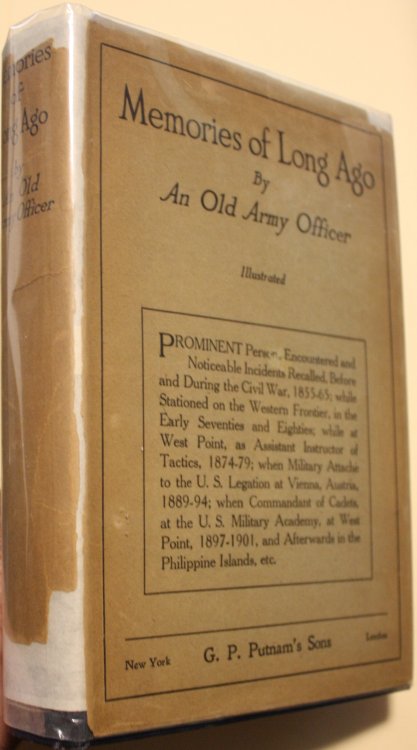 Memories
of
Long Ago
by
An Old
Army Officer
Memories of Long Ago
By
An Old Army Officer
Illustrated
PROMINENT Encountered and
Noticeable Incidents Recalled, Before
and During the Civil War, 1855-65; while
Stationed on the Western Frontier, in the
Early Seventies and Eighties; while at
West Point, as Assistant Instructor of
Tactics, 1874-79; when Military Attaché
to the U. S. Legation at Vienna, Austria,
1889-94; when Commandant of Cadets,
at the U. S. Military Academy, at West
Point, 1897-1901, and Afterwards in the
Philippine Islands, etc.
New York G. P. Putnam's Sons London